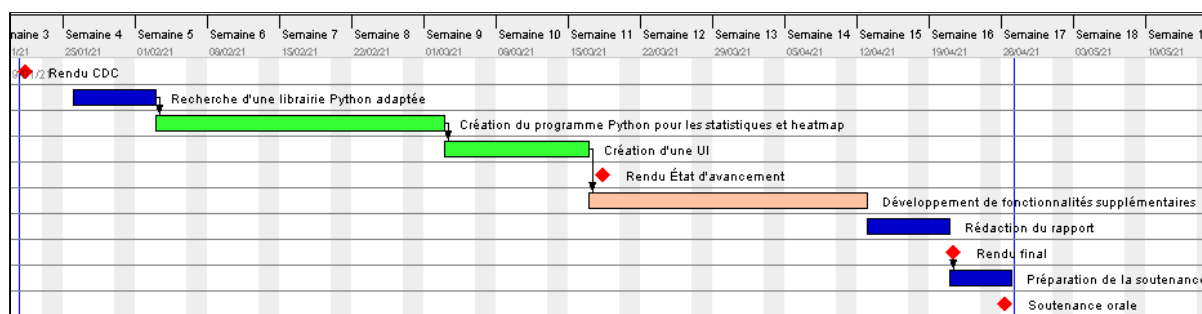 naine 3 Semaine 4 Semaine 5 Semaine 6 Semaine 7 Semaine 8 Semaine 9 Semaine 10 Semaine 11 Semaine 12 Semaine 13 Semaine 14 Semaine 15 Semaine 16 Semaine 17 Semaine 18 Semaine 1
1/21 25/01/21 01/02/21 08/02/21 15/02/21 22/02/21 01/03/21 08/03/21 15/03/21 22/03/21 29/03/21 05/04/21 12/04/21 19/04/21 26/04/21 03/05/21 10/05/21
Rendu CDC
Recherche d'une librairie Python adaptée
Création du programme Python pour les statistiques et heatmap
Création d'une UI
Rendu État d'avancement
Développement de fonctionnalités supplémentaires
Rédaction du rapport
Rendu final
Préparation de la soutenance
Soutenance orale